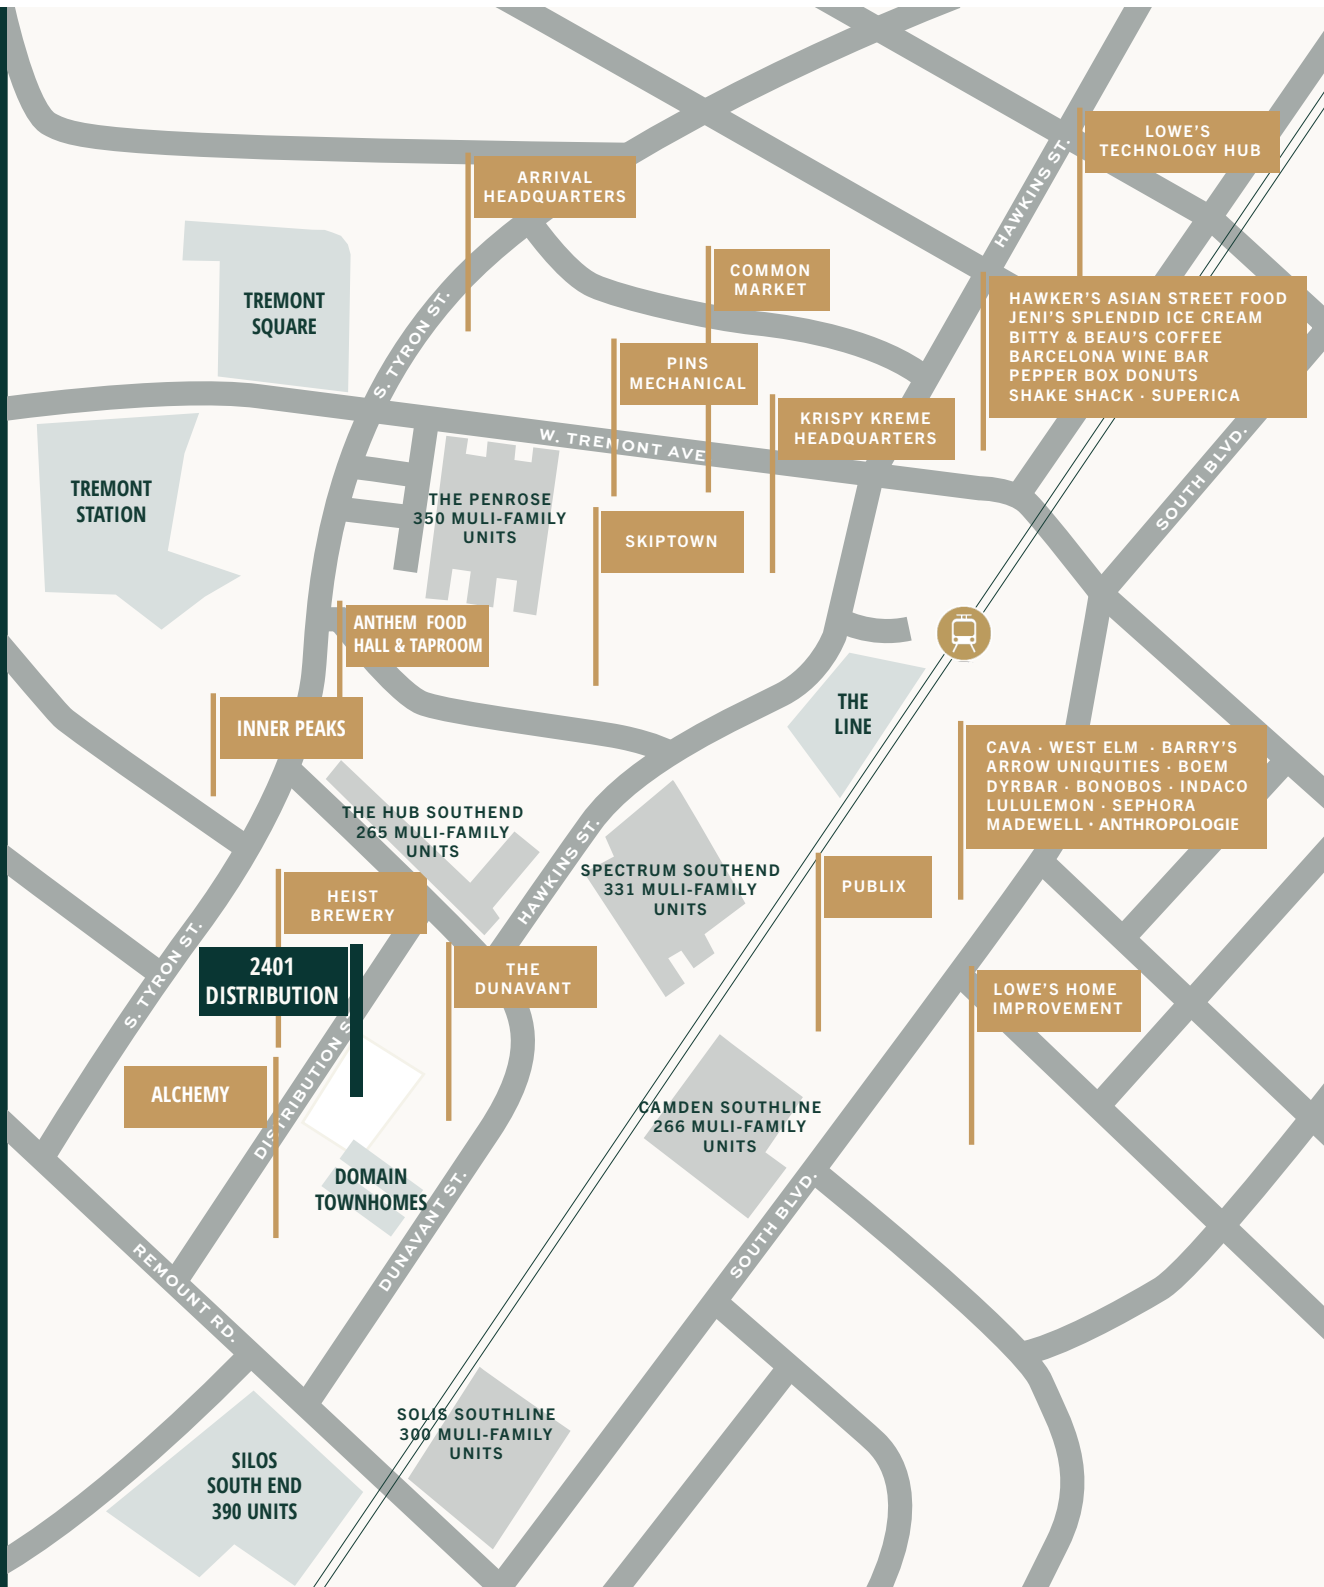 LOWE'S
TECHNOLOGY HUB
HAWKINS ST.
ARRIVAL
HEADQUARTERS
COMMON
MARKET
HAWKER'S ASIAN STREET FOOD
JENI'S SPLENDID ICE CREAM
BITTY & BEAU'S COFFEE
BARCELONA WINE BAR
PEPPER BOX DONUTS
SHAKE SHACK · SUPERICA
TREMONT
SQUARE
S. TYRON ST.
PINS
MECHANICAL
KRISPY KREME
HEADQUARTERS
W. TREMONT AVE
SOUTH BLVD.
TREMONT
STATION
THE PENROSE
350 MULI-FAMILY
UNITS
SKIPTOWN
ANTHEM FOOD
HALL & TAPROOM
INNER PEAKS
THE
LINE
CAVA · WEST ELM · BARRY'S
ARROW UNIQUITIES · BOEM
DYRBAR · BONOBOS · INDACO
LULULEMON · SEPHORA
MADEWELL · ANTHROPOLOGIE
THE HUB SOUTHEND
265 MULI-FAMILY
UNITS
HAWKINS ST.
SPECTRUM SOUTHEND
331 MULI-FAMILY
UNITS
PUBLIX
HEIST
BREWERY
S. TYRON ST.
2401
DISTRIBUTION
THE
DUNAVANT
LOWE'S HOME
IMPROVEMENT
ALCHEMY
DISTRIBUTION S
CAMDEN SOUTHLINE
266 MULI-FAMILY
UNITS
DOMAIN
TOWNHOMES
DUNAVANT ST.
SOUTH BLVD.
REMOUNT RD.
SOLIS SOUTHLINE
300 MULI-FAMILY
UNITS
SILOS
SOUTH END
390 UNITS